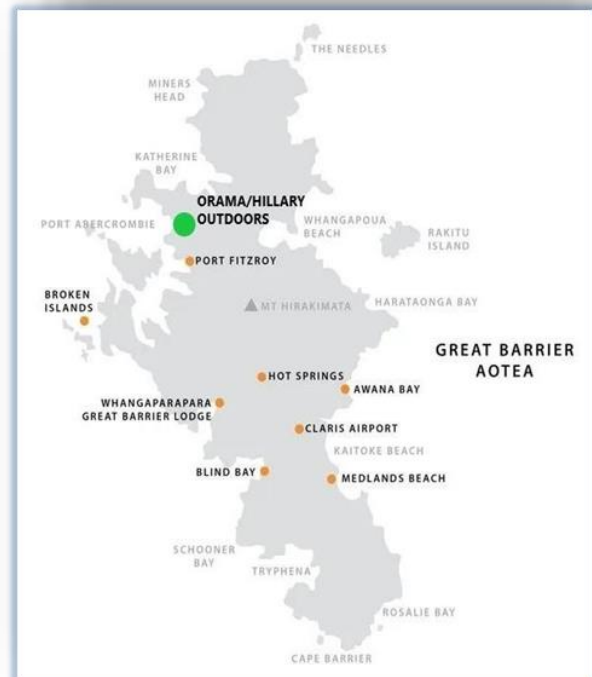 THE NEEDLES
MINERS
HEAD
KATHERINE
BAY
ORAMA/HILLARY
OUTDOORS
PORT ABERCROMBIE
WHANGAPOUA
BEACH
RAKITU
ISLAND
PORT FITZROY
BROKEN
ISLANDS
MT HIRAKIMATA
HARATAONGA BAY
GREAT BARRIER
AOTEA
HOT SPRINGS
AWANA BAY
WHANGAPARAPARA
GREAT BARRIER LODGE
CLARIS AIRPORT
KAITOKE BEACH
BLIND BAY
MEDLANDS BEACH
SCHOONER
BAY
TRYPHENA
ROSALIE BAY
CAPE BARRIER